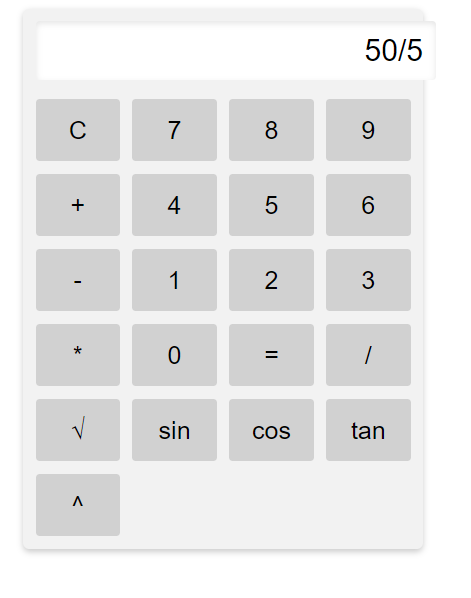 50/5
C 7 8 9
+ 4 5 6
- 1 2 3
* 0 = /
√ sin cos tan
^